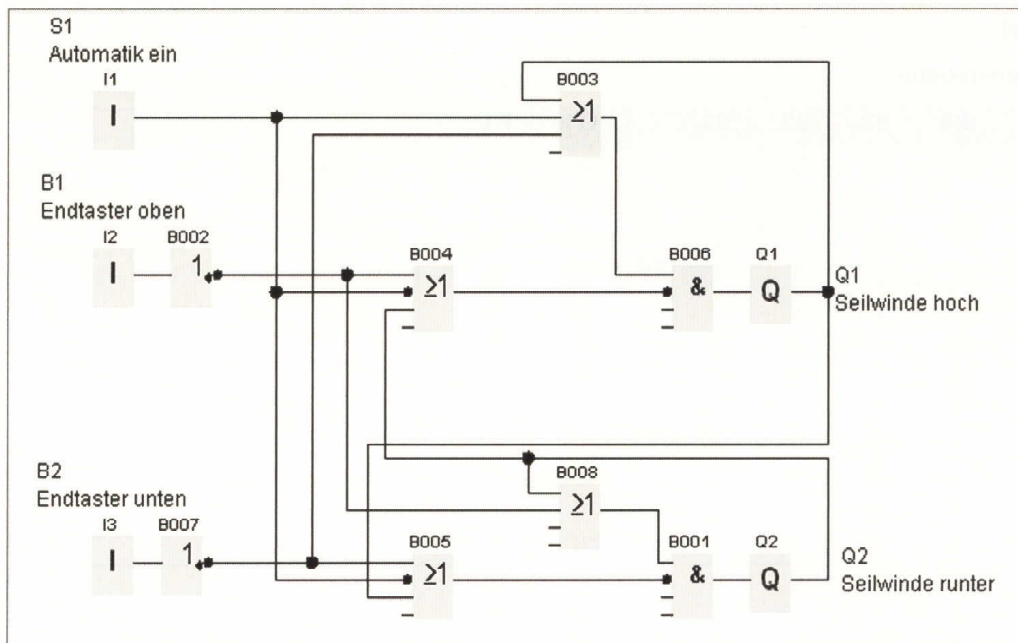 S1
Automatik ein
I1
I
B003
≥1
B1
Endtaster oben
I2
B002
I
1
B004
≥1
B006
&
Q1
Q
Q1
Seilwinde hoch
B2
Endtaster unten
I3
B007
I
1
B008
≥1
B005
≥1
B001
&
Q2
Q
Q2
Seilwinde runter